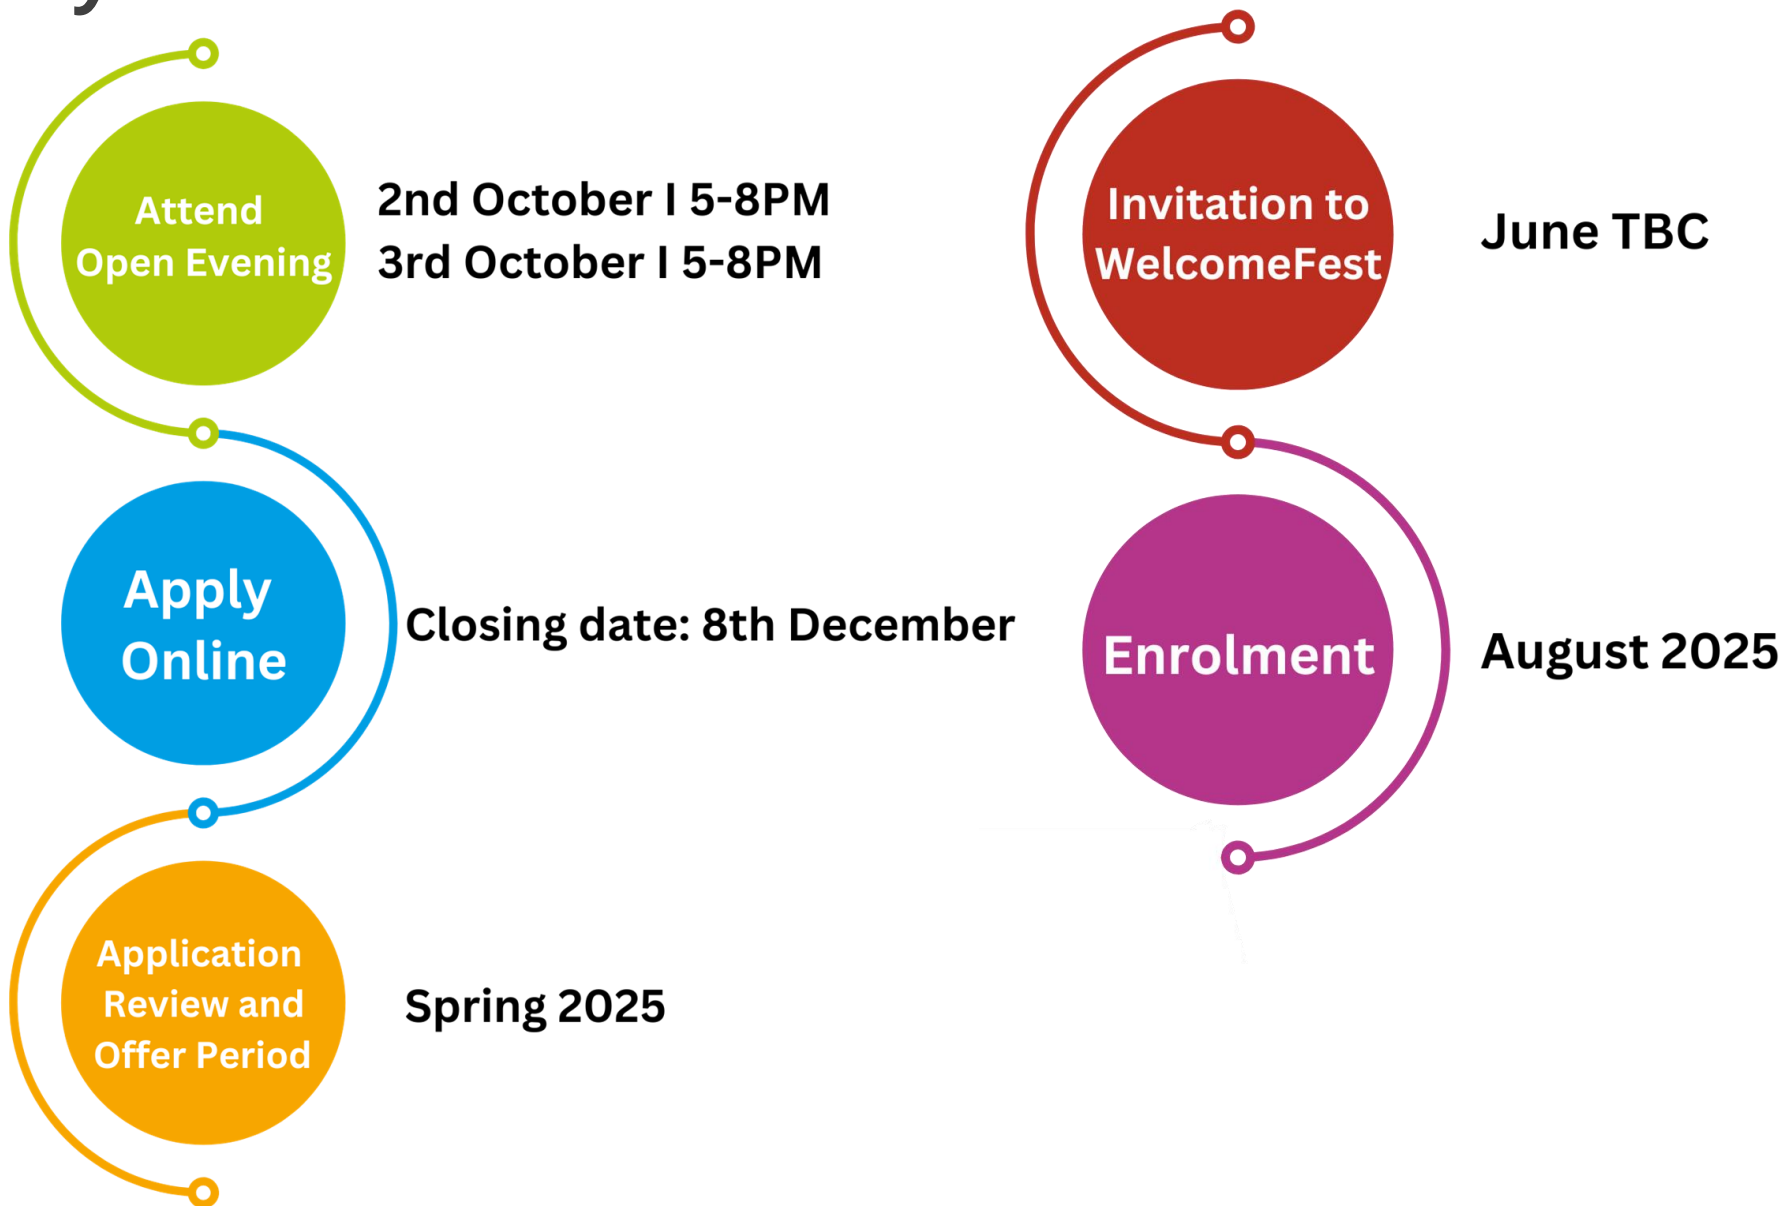 Attend
Open Evening
2nd October I 5-8PM
3rd October I 5-8PM
Apply
Online
Closing date: 8th December
Application
Review and
Offer Period
Spring 2025
Invitation to
WelcomeFest
June TBC
Enrolment
August 2025